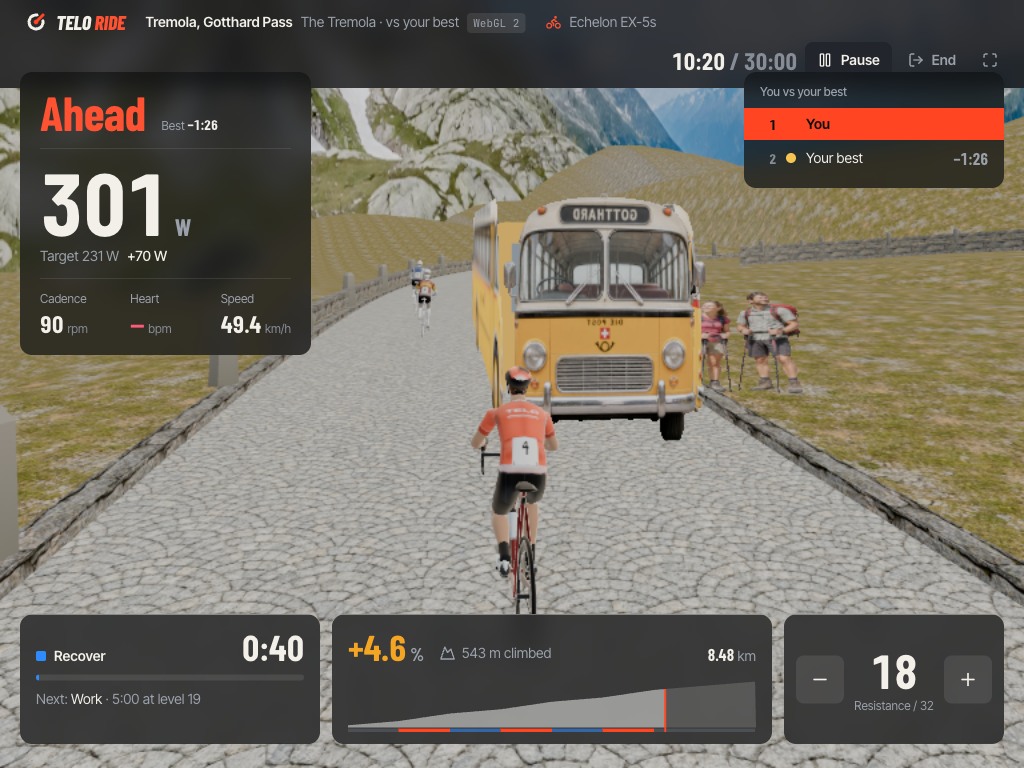 TELO RIDE Tremola, Gotthard Pass The Tremola · vs your best WebGL 2 Echelon EX-5s
10:20 / 30:00 Pause End
Ahead Best −1:26
301 W
Target 231 W +70 W
Cadence Heart Speed
90 rpm — bpm 49.4 km/h
You vs your best
1 You
2 Your best −1:26
GOTTHARD
DIE POST
TELO
4
Recover 0:40
Next: Work · 5:00 at level 19
+4.6 % 543 m climbed 8.48 km
− 18 +
Resistance / 32